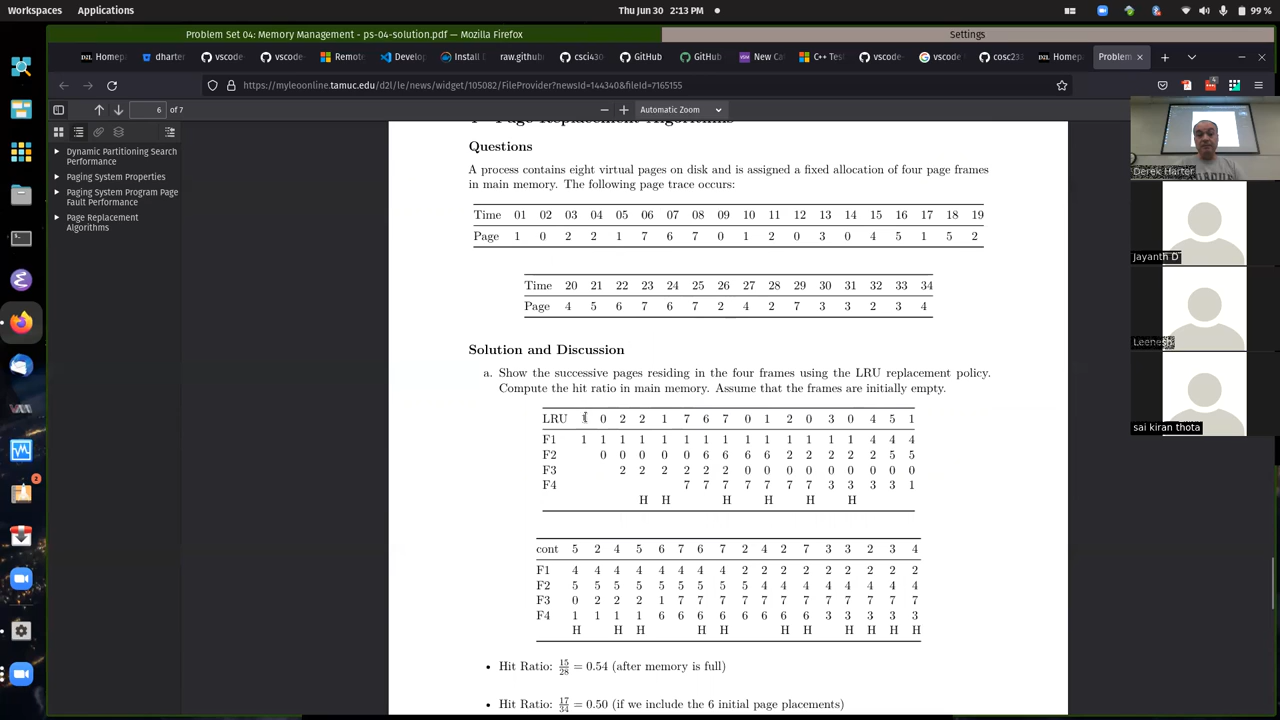 Workspaces Applications Thu Jun 30 2:13 PM 99 %
Problem Set 04: Memory Management - ps-04-solution.pdf — Mozilla Firefox Settings
Homep dharter vscode- vscode- Remote Develo Install L raw.github csci430 GitHub GitHub New Ca C++ Test vscode- vscode- cosc233 Homep Problem
https://myleoonline.tamuc.edu/d2l/le/news/widget/105082/FileProvider?newsId=144340&fileId=7165155
6 of 7 Automatic Zoom
Dynamic Partitioning Search
Performance
Paging System Properties
Paging System Program Page
Fault Performance
Page Replacement
Algorithms
Questions
A process contains eight virtual pages on disk and is assigned a fixed allocation of four page frames
in main memory. The following page trace occurs:
Time 01 02 03 04 05 06 07 08 09 10 11 12 13 14 15 16 17 18 19
Page 1 0 2 2 1 7 6 7 0 1 2 0 3 0 4 5 1 5 2
Time 20 21 22 23 24 25 26 27 28 29 30 31 32 33 34
Page 4 5 6 7 6 7 2 4 2 7 3 3 2 3 4
Solution and Discussion
a. Show the successive pages residing in the four frames using the LRU replacement policy.
Compute the hit ratio in main memory. Assume that the frames are initially empty.
LRU 1 0 2 2 1 7 6 7 0 1 2 0 3 0 4 5 1
F1 1 1 1 1 1 1 1 1 1 1 1 1 1 1 4 4 4
F2 0 0 0 0 0 6 6 6 6 2 2 2 2 2 5 5
F3 2 2 2 2 2 2 0 0 0 0 0 0 0 0 0
F4 7 7 7 7 7 7 7 3 3 3 3 1
H H H H H H
cont 5 2 4 5 6 7 6 7 2 4 2 7 3 3 2 3 4
F1 4 4 4 4 4 4 4 4 2 2 2 2 2 2 2 2 2
F2 5 5 5 5 5 5 5 5 5 4 4 4 4 4 4 4 4
F3 0 2 2 2 1 7 7 7 7 7 7 7 7 7 7 7 7
F4 1 1 1 1 6 6 6 6 6 6 6 6 3 3 3 3 3
H H H H H H H H H H H
• Hit Ratio: 15/28 = 0.54 (after memory is full)
• Hit Ratio: 17/34 = 0.50 (if we include the 6 initial page placements)
Derek Harter
Jayanth D
sai kiran thota